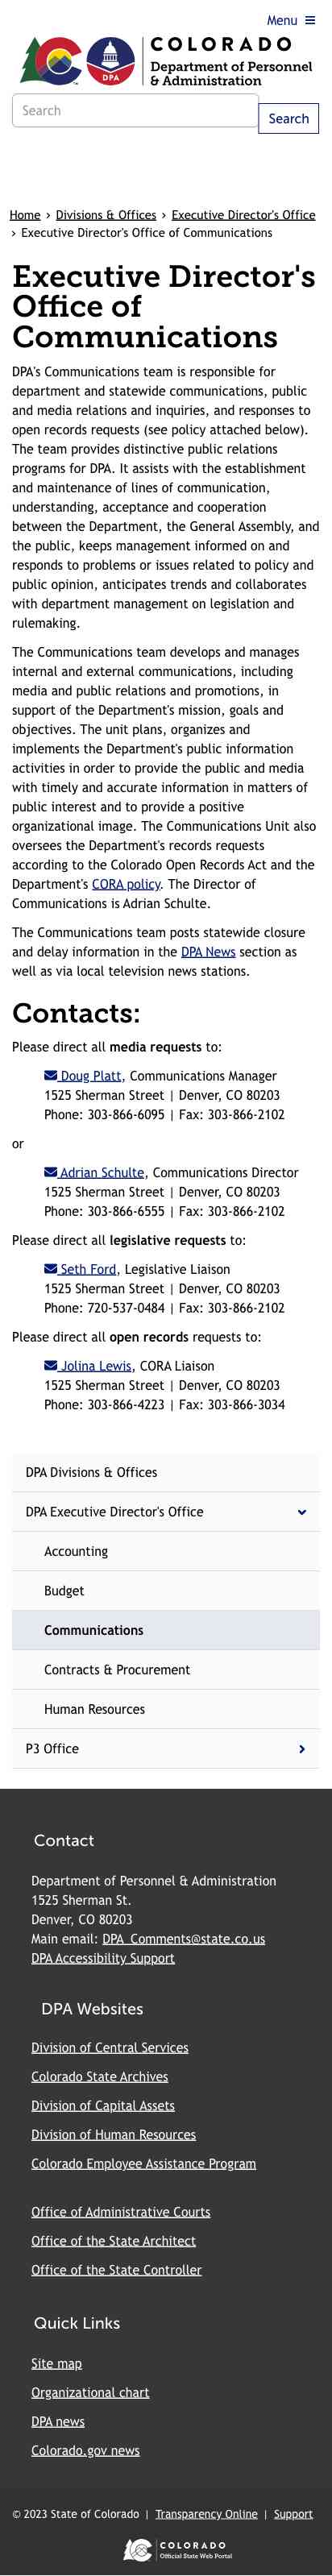 Menu
COLORADO
Department of Personnel
& Administration
DPA
Search
Search
Home > Divisions & Offices > Executive Director's Office
> Executive Director's Office of Communications
Executive Director's
Office of
Communications
DPA's Communications team is responsible for
department and statewide communications, public
and media relations and inquiries, and responses to
open records requests (see policy attached below).
The team provides distinctive public relations
programs for DPA. It assists with the establishment
and maintenance of lines of communication,
understanding, acceptance and cooperation
between the Department, the General Assembly, and
the public, keeps management informed on and
responds to problems or issues related to policy and
public opinion, anticipates trends and collaborates
with department management on legislation and
rulemaking.
The Communications team develops and manages
internal and external communications, including
media and public relations and promotions, in
support of the Department's mission, goals and
objectives. The unit plans, organizes and
implements the Department's public information
activities in order to provide the public and media
with timely and accurate information in matters of
public interest and to provide a positive
organizational image. The Communications Unit also
oversees the Department's records requests
according to the Colorado Open Records Act and the
Department's CORA policy. The Director of
Communications is Adrian Schulte.
The Communications team posts statewide closure
and delay information in the DPA News section as
well as via local television news stations.
Contacts:
Please direct all media requests to:
Doug Platt, Communications Manager
1525 Sherman Street | Denver, CO 80203
Phone: 303-866-6095 | Fax: 303-866-2102
or
Adrian Schulte, Communications Director
1525 Sherman Street | Denver, CO 80203
Phone: 303-866-6555 | Fax: 303-866-2102
Please direct all legislative requests to:
Seth Ford, Legislative Liaison
1525 Sherman Street | Denver, CO 80203
Phone: 720-537-0484 | Fax: 303-866-2102
Please direct all open records requests to:
Jolina Lewis, CORA Liaison
1525 Sherman Street | Denver, CO 80203
Phone: 303-866-4223 | Fax: 303-866-3034
DPA Divisions & Offices
DPA Executive Director's Office
Accounting
Budget
Communications
Contracts & Procurement
Human Resources
P3 Office
Contact
Department of Personnel & Administration
1525 Sherman St.
Denver, CO 80203
Main email: DPA_Comments@state.co.us
DPA Accessibility Support
DPA Websites
Division of Central Services
Colorado State Archives
Division of Capital Assets
Division of Human Resources
Colorado Employee Assistance Program
Office of Administrative Courts
Office of the State Architect
Office of the State Controller
Quick Links
Site map
Organizational chart
DPA news
Colorado.gov news
© 2023 State of Colorado | Transparency Online | Support
COLORADO
Official State Web Portal